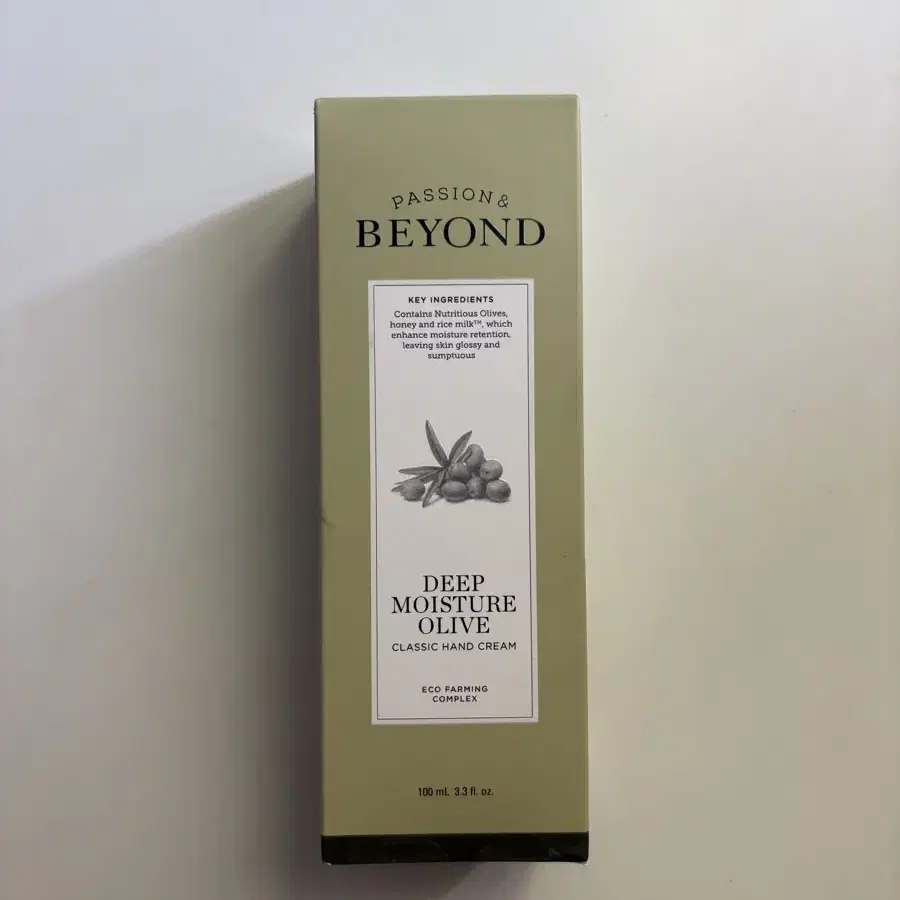 PASSION &
BEYOND
KEY INGREDIENTS
Contains Nutritious Olives,
honey and rice milk™, which
enhance moisture retention,
leaving skin glossy and
sumptuous
DEEP
MOISTURE
OLIVE
CLASSIC HAND CREAM
ECO FARMING
COMPLEX
100 mL 3.3 fl. oz.